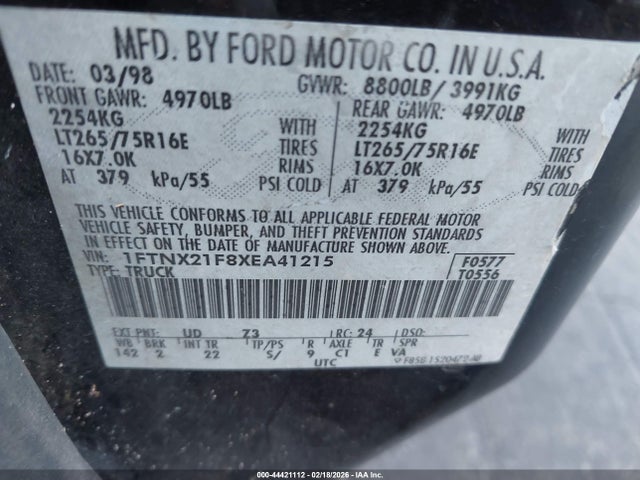 MFD. BY FORD MOTOR CO. IN U.S.A.
DATE: 03/98 GVWR: 8800LB/ 3991KG
FRONT GAWR: 4970LB REAR GAWR: 4970LB
2254KG WITH 2254KG WITH
LT265/75R16E TIRES LT265/75R16E TIRES
16X7.0K RIMS 16X7.0K RIMS
AT 379 kPa/55 PSI COLD AT 379 kPa/55 PSI COLD
THIS VEHICLE CONFORMS TO ALL APPLICABLE FEDERAL MOTOR
VEHICLE SAFETY, BUMPER, AND THEFT PREVENTION STANDARDS
IN EFFECT ON THE DATE OF MANUFACTURE SHOWN ABOVE.
VIN: 1FTNX21F8XEA41215 F0577
TYPE: TRUCK T0556
EXT PNT: UD Z3 RC: 24 DSO:
WB BRK INT TR TP/PS R AXLE TR SPR
142 2 22 S/ 9 C1 E VA
UTC
000-44421112 - 02/18/2026 - IAA Inc.